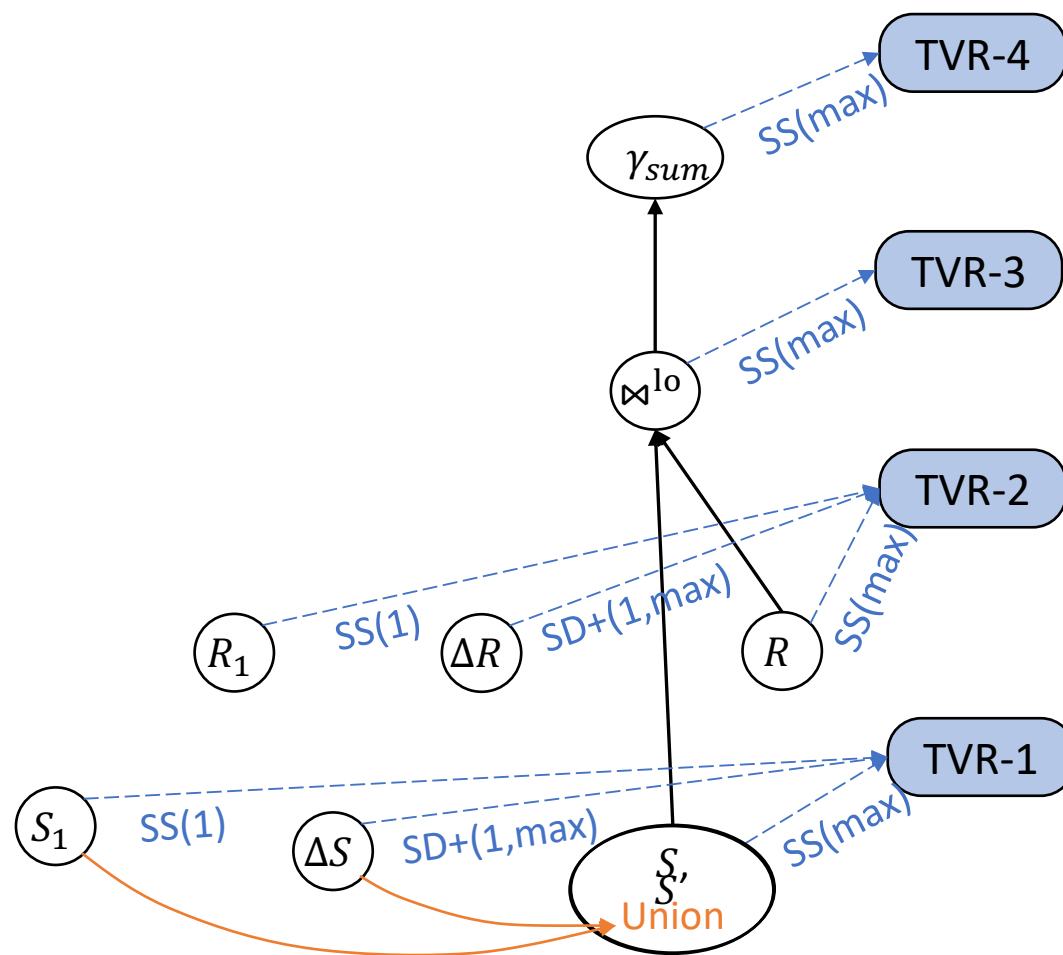 TVR-4
SS(max)
γsum
TVR-3
SS(max)
⋈lo
TVR-2
SS(max)
SS(1)
SD+(1,max)
R1
ΔR
R
TVR-1
SS(max)
SS(1)
SD+(1,max)
S1
ΔS
S,
S
Union